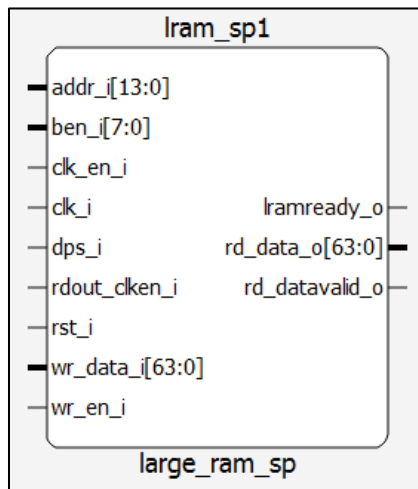 lram_sp1
addr_i[13:0]
ben_i[7:0]
clk_en_i
clk_i
lramready_o
dps_i
rd_data_o[63:0]
rdout_clken_i
rd_datavalid_o
rst_i
wr_data_i[63:0]
wr_en_i
large_ram_sp